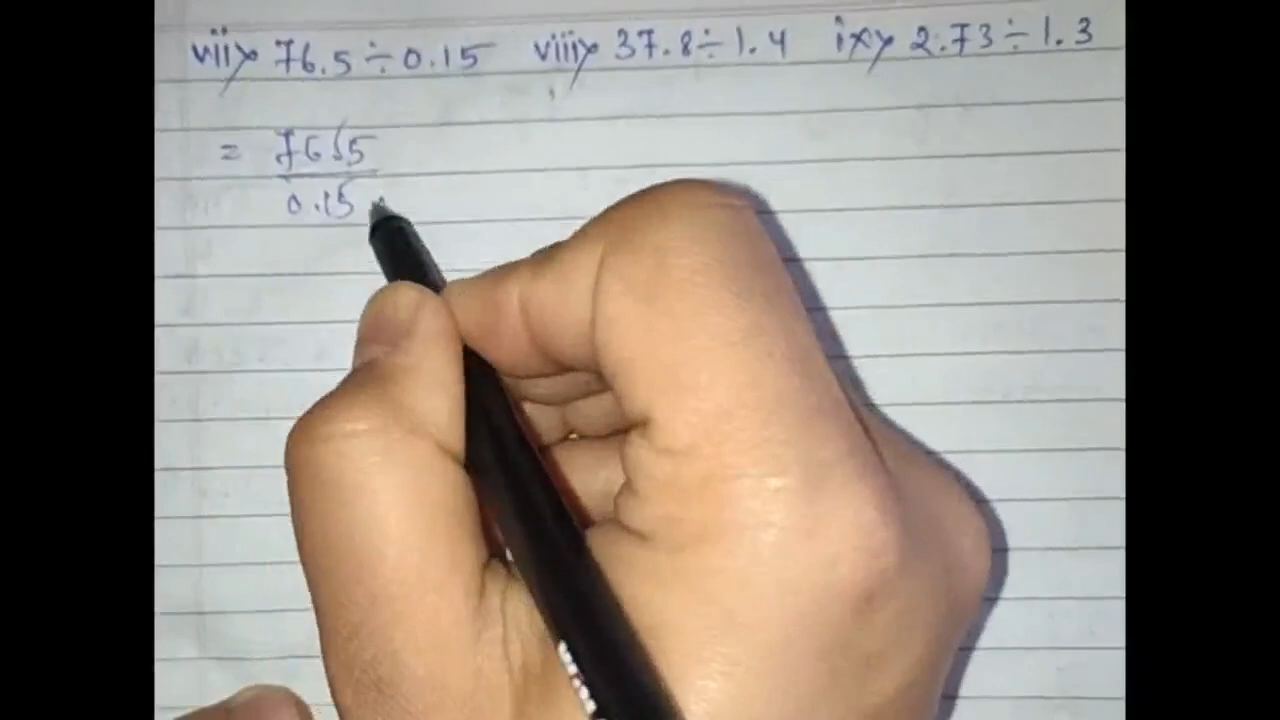 vii) 76.5 ÷ 0.15 viii) 37.8 ÷ 1.4 ix) 2.73 ÷ 1.3
= 76.5
0.15